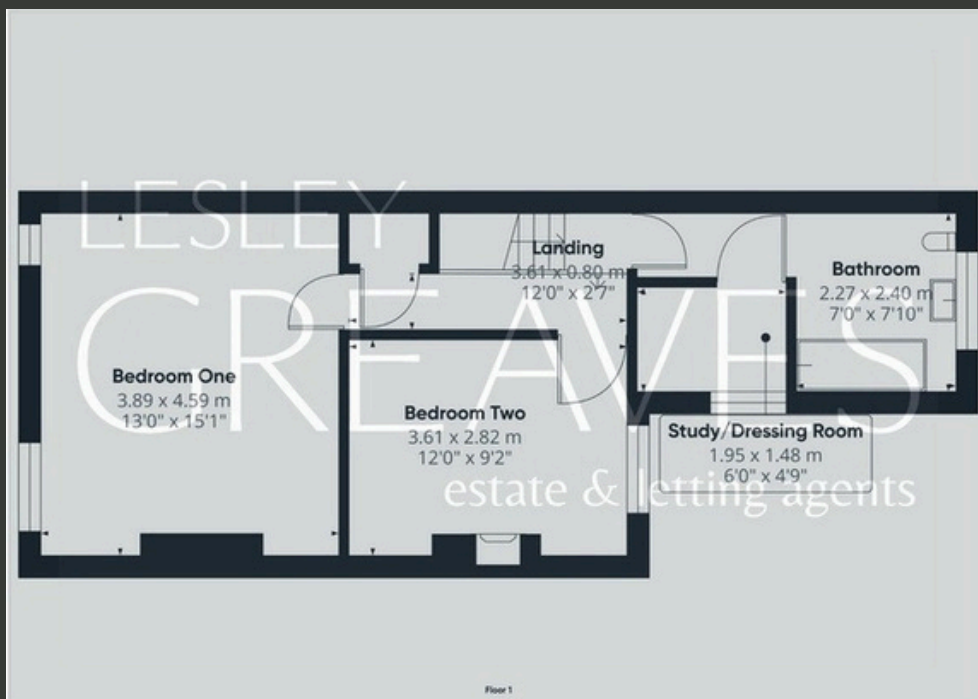 LESLEY
GREAVES
estate & letting agents
Landing
3.61 x 0.80 m
12'0" x 2'7"
Bathroom
2.27 x 2.40 m
7'0" x 7'10"
Bedroom One
3.89 x 4.59 m
13'0" x 15'1"
Bedroom Two
3.61 x 2.82 m
12'0" x 9'2"
Study/Dressing Room
1.95 x 1.48 m
6'0" x 4'9"
Floor 1